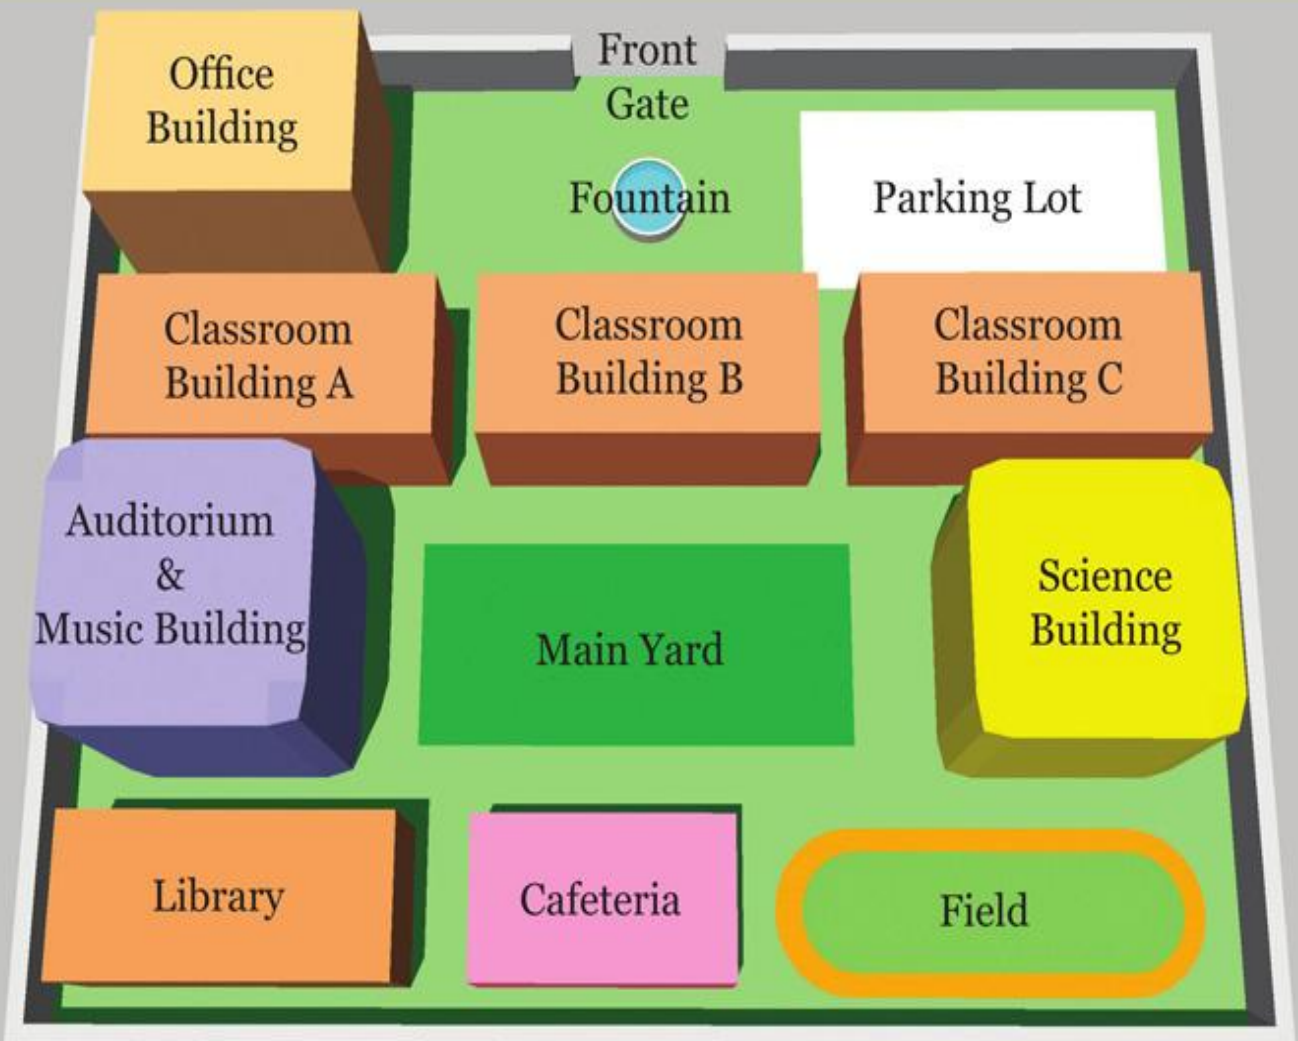 Office
Building
Front
Gate
Fountain
Parking Lot
Classroom
Building A
Classroom
Building B
Classroom
Building C
Auditorium
&
Music Building
Main Yard
Science
Building
Library
Cafeteria
Field